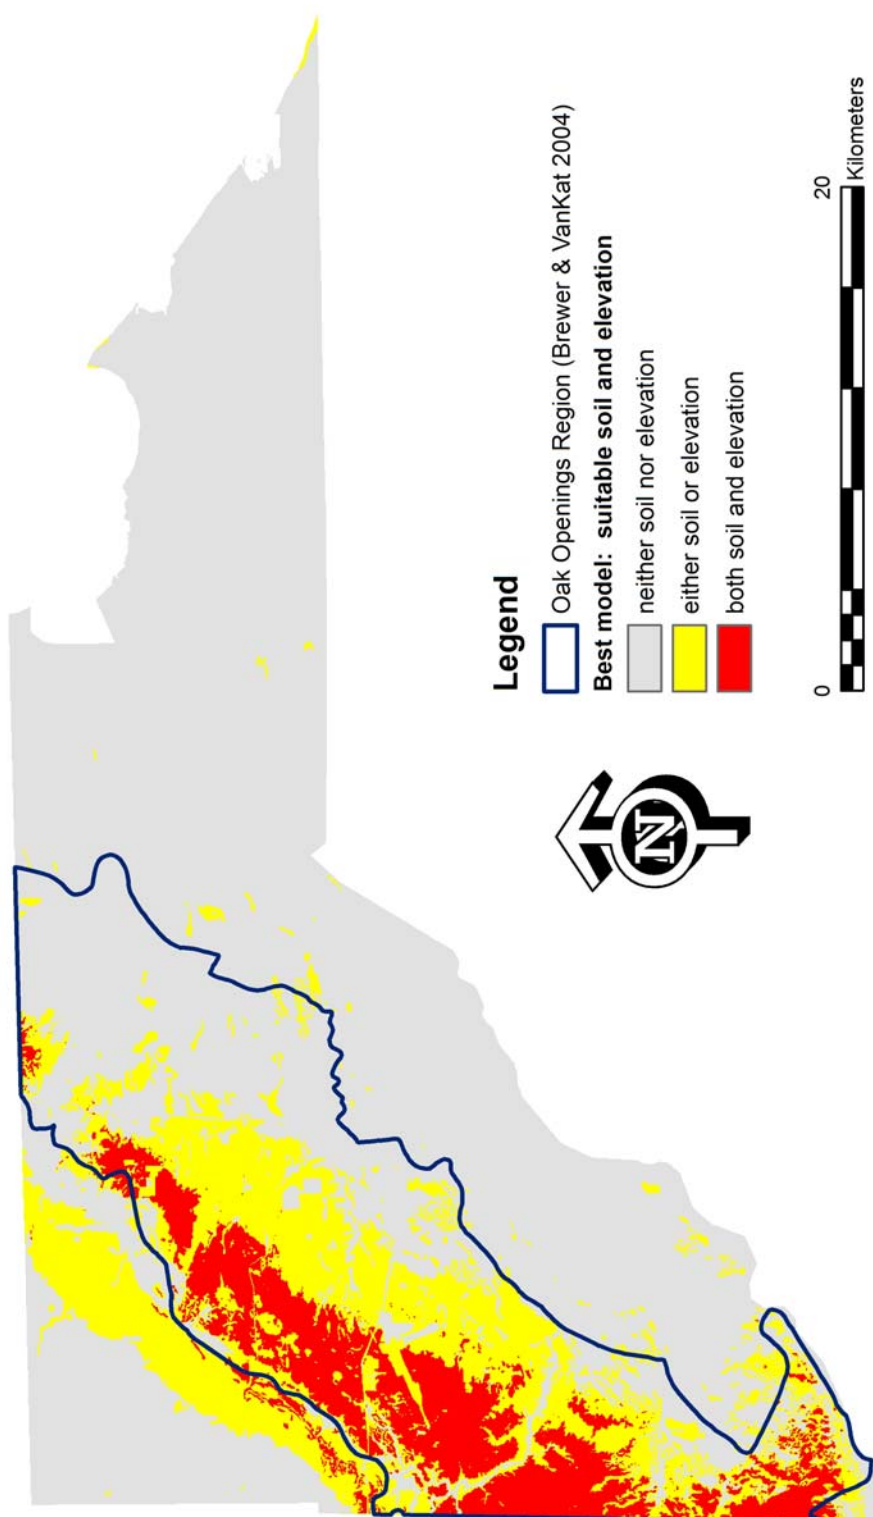 Legend
Oak Openings Region (Brewer & VanKat 2004)
Best model: suitable soil and elevation
neither soil nor elevation
either soil or elevation
both soil and elevation
N
0
20
Kilometers